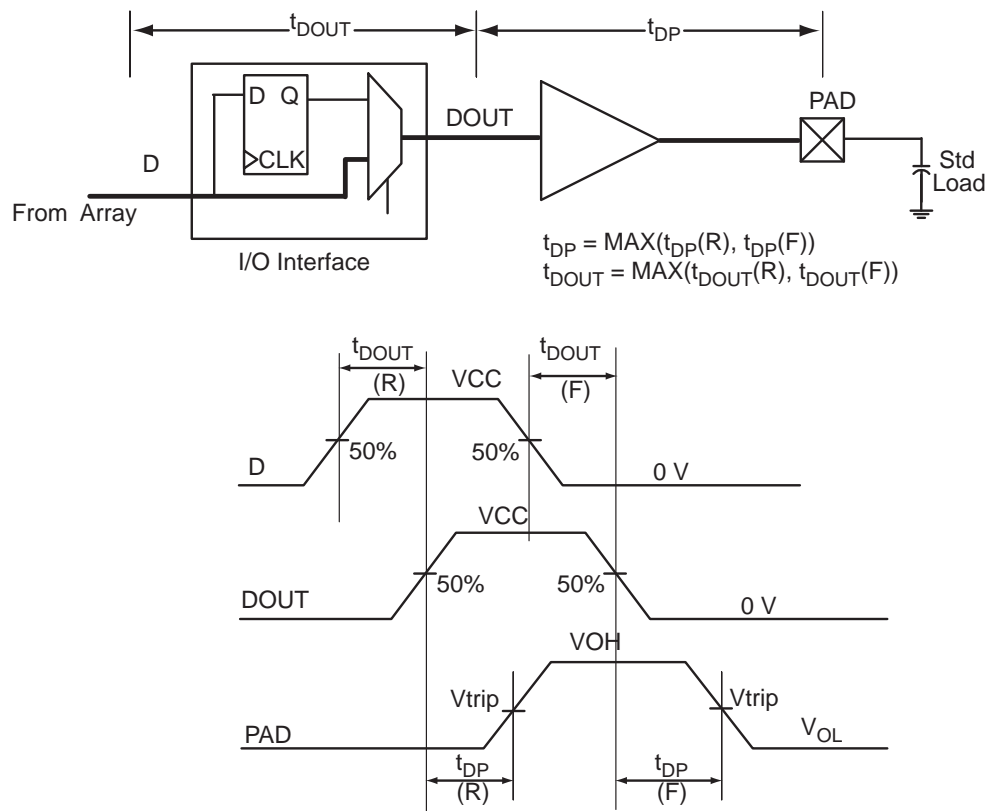 tDOUT
tDP
PAD
D Q
DOUT
CLK
D
Std
Load
From Array
I/O Interface
tDP = MAX(tDP(R), tDP(F))
tDOUT = MAX(tDOUT(R), tDOUT(F))
tDOUT
(R)
VCC
tDOUT
(F)
50%
50%
D
0 V
VCC
50%
50%
DOUT
0 V
VOH
Vtrip
Vtrip
PAD
VOL
tDP
(R)
tDP
(F)